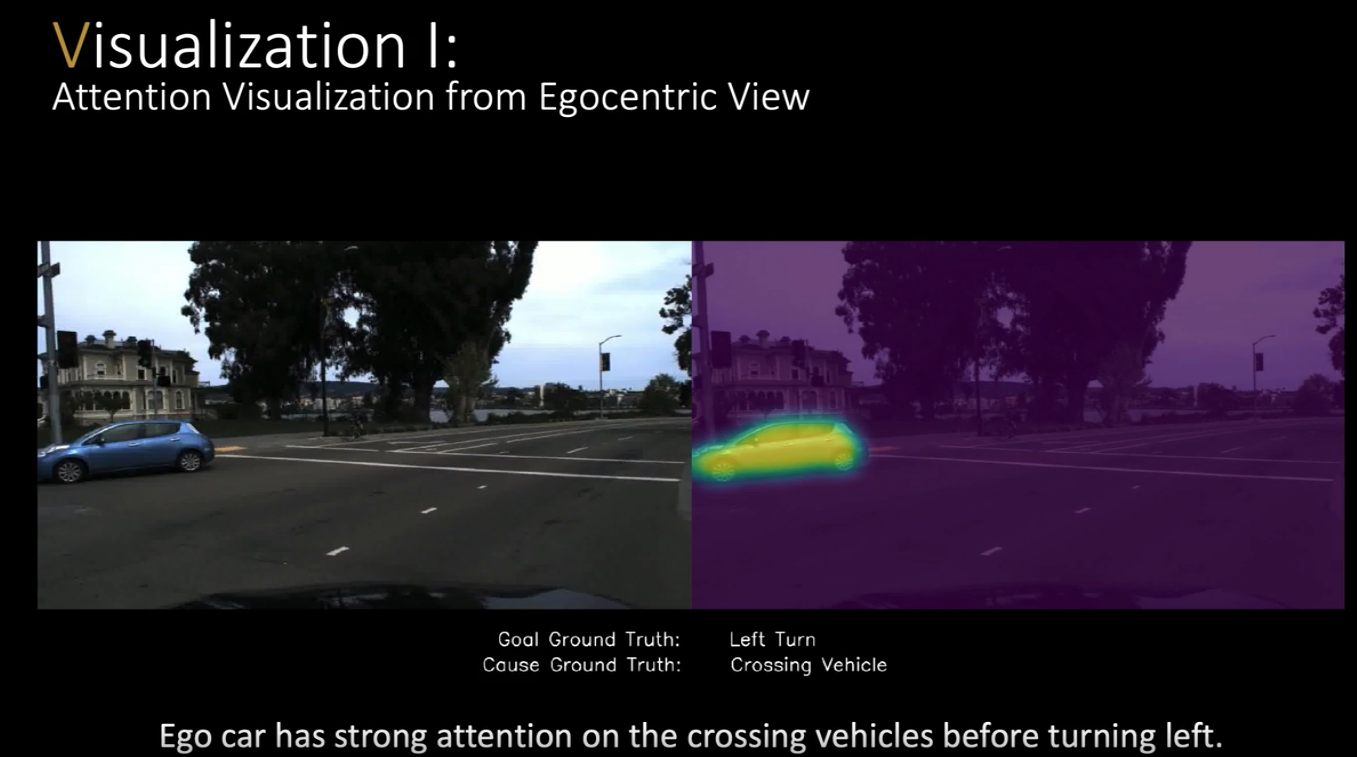 Visualization I:
Attention Visualization from Egocentric View
Goal Ground Truth: Left Turn
Cause Ground Truth: Crossing Vehicle
Ego car has strong attention on the crossing vehicles before turning left.